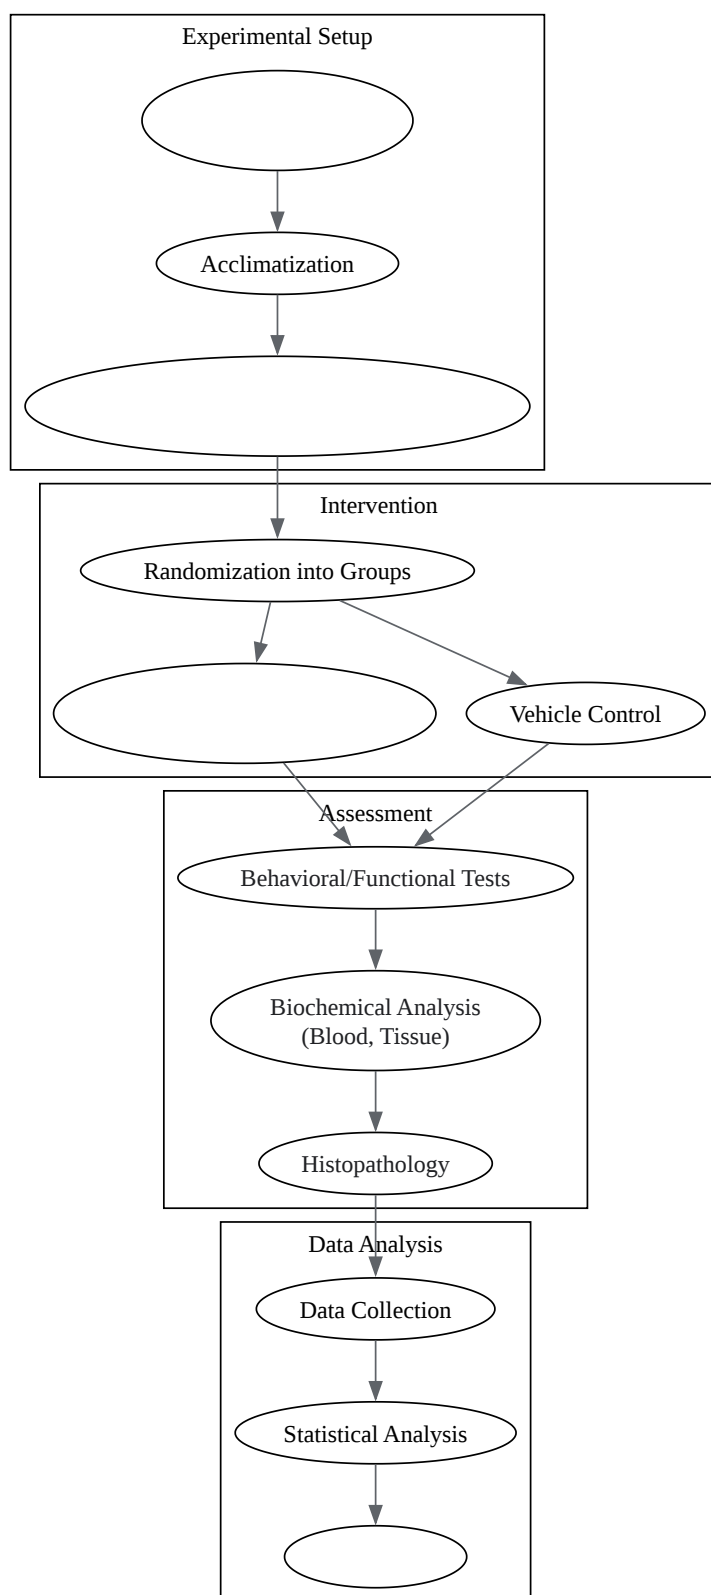 Experimental Setup
Acclimatization
Intervention
Randomization into Groups
Vehicle Control
Assessment
Behavioral/Functional Tests
Biochemical Analysis
(Blood, Tissue)
Histopathology
Data Analysis
Data Collection
Statistical Analysis